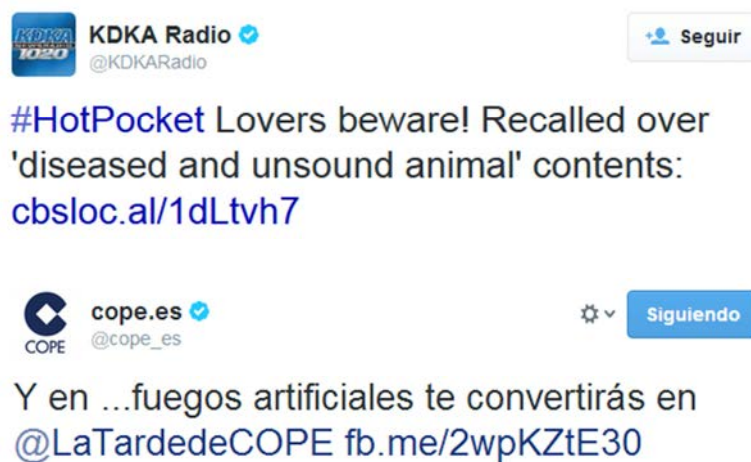 KDKA
NEWSRADIO
1020
KDKA Radio
@KDKARadio
Seguir
#HotPocket Lovers beware! Recalled over
'diseased and unsound animal' contents:
cbsloc.al/1dLtvh7
COPE
cope.es
@cope_es
Siguiendo
Y en ...fuegos artificiales te convertirás en
@LaTardedeCOPE fb.me/2wpKZtE30